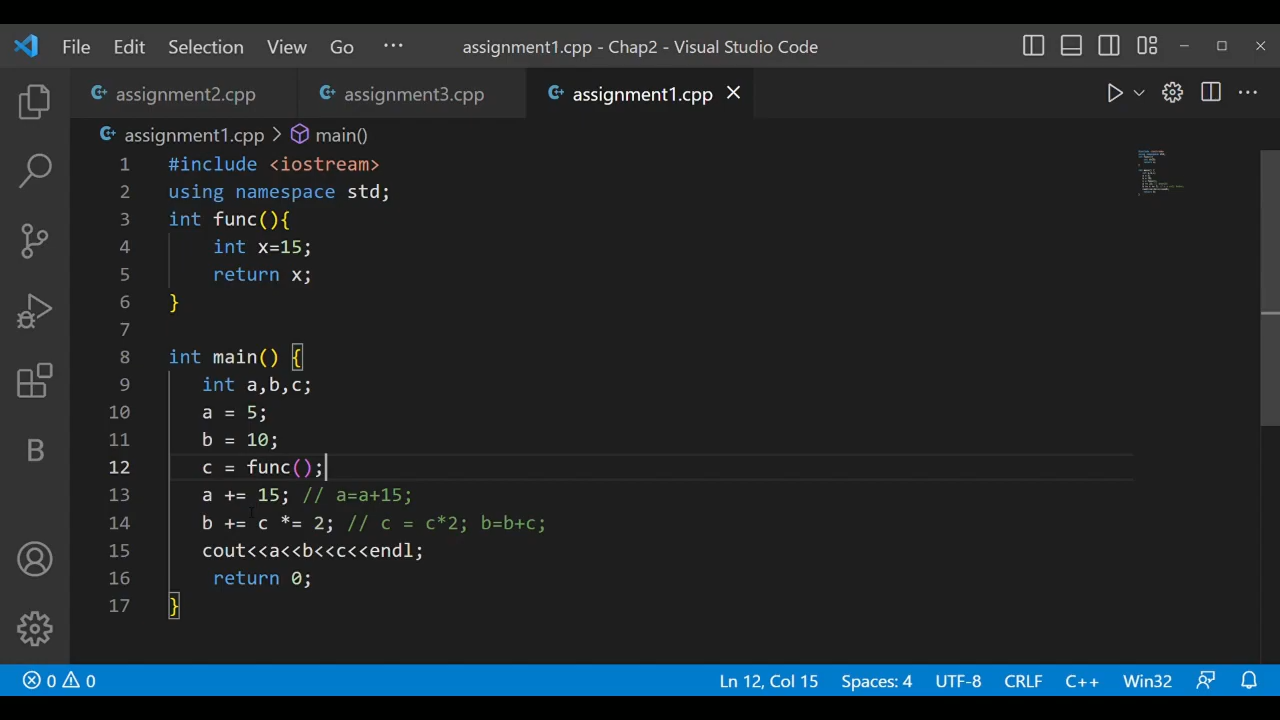 File Edit Selection View Go ··· assignment1.cpp - Chap2 - Visual Studio Code
assignment2.cpp assignment3.cpp assignment1.cpp
assignment1.cpp > main()
1 #include <iostream>
2 using namespace std;
3 int func(){
4 int x=15;
5 return x;
6 }
7
8 int main() {
9 int a,b,c;
10 a = 5;
11 b = 10;
12 c = func();
13 a += 15; // a=a+15;
14 b += c *= 2; // c = c*2; b=b+c;
15 cout<<a<<b<<c<<endl;
16 return 0;
17 }
B
0 0 Ln 12, Col 15 Spaces: 4 UTF-8 CRLF C++ Win32